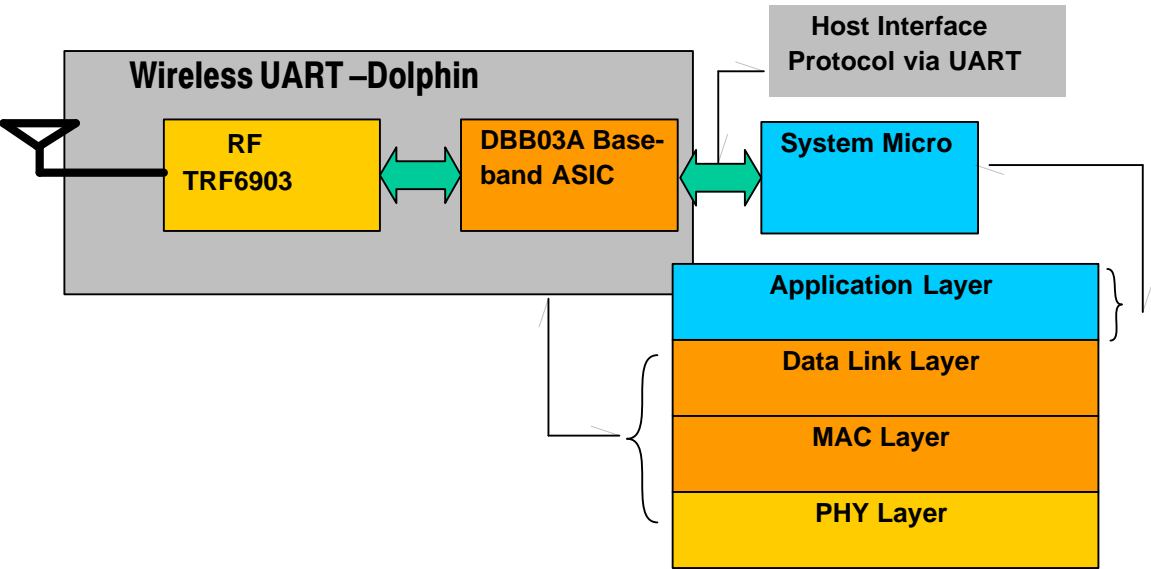 Host Interface
Protocol via UART
Wireless UART –Dolphin
RF
TRF6903
DBB03A Base-
band ASIC
System Micro
Application Layer
Data Link Layer
MAC Layer
PHY Layer